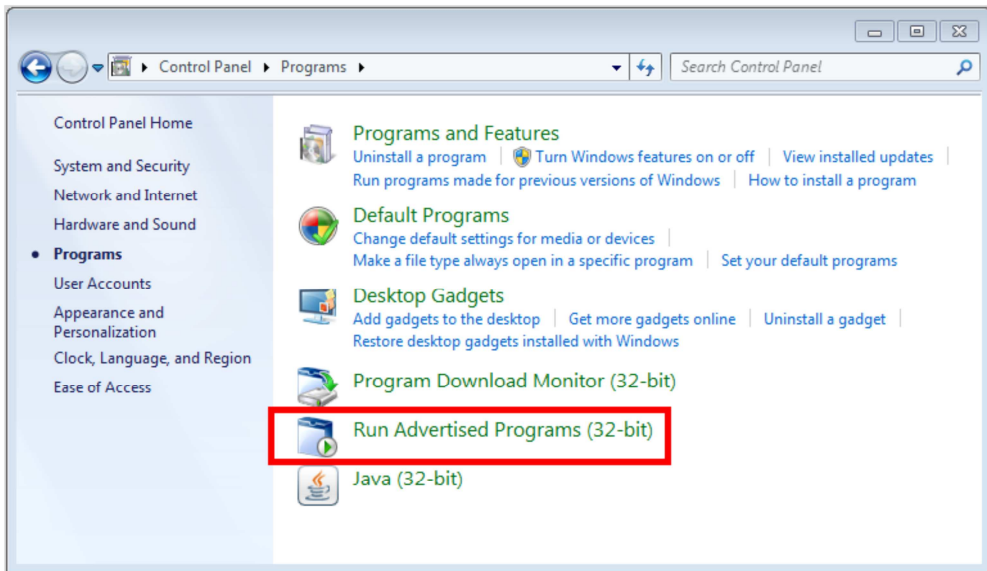 Control Panel Programs
Search Control Panel
Control Panel Home
System and Security
Network and Internet
Hardware and Sound
Programs
User Accounts
Appearance and
Personalization
Clock, Language, and Region
Ease of Access
Programs and Features
Uninstall a program Turn Windows features on or off View installed updates
Run programs made for previous versions of Windows How to install a program
Default Programs
Change default settings for media or devices
Make a file type always open in a specific program Set your default programs
Desktop Gadgets
Add gadgets to the desktop Get more gadgets online Uninstall a gadget
Restore desktop gadgets installed with Windows
Program Download Monitor (32-bit)
Run Advertised Programs (32-bit)
Java (32-bit)